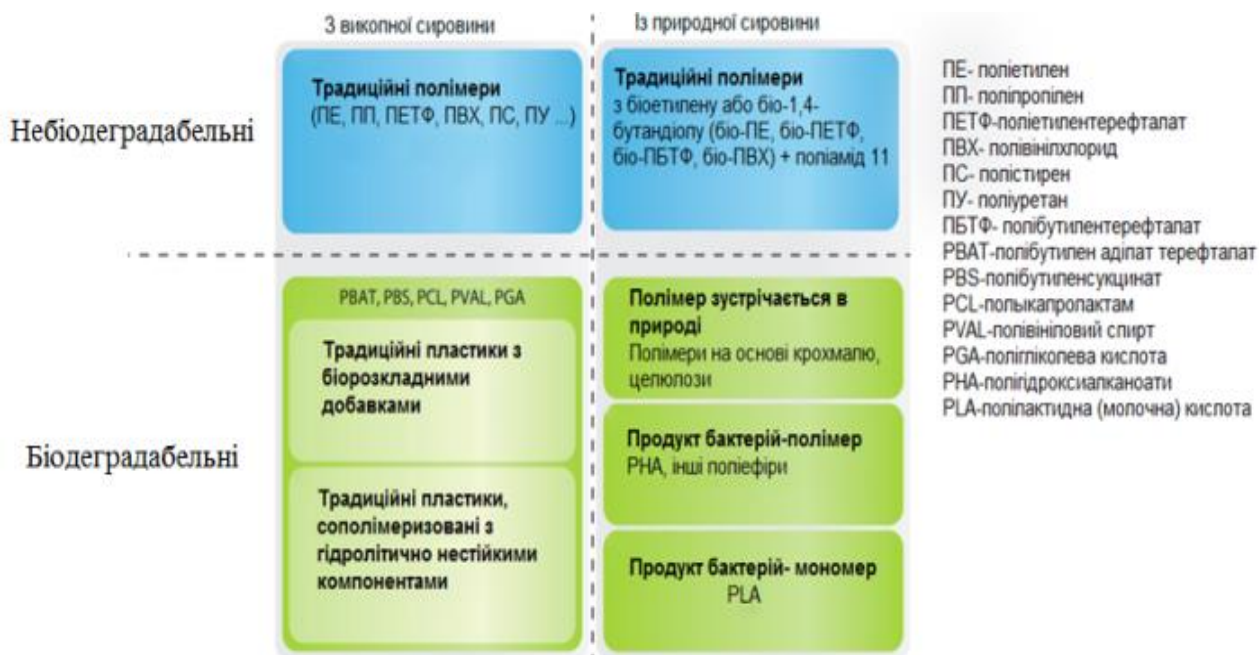 З викопної сировини
Із природної сировини
Небіодеградабельні
Традиційні полімери
(ПЕ, ПП, ПЕТФ, ПВХ, ПС, ПУ ...)
Традиційні полімери
з біоетилену або біо-1,4-
бутандіолу (біо-ПЕ, біо-ПЕТФ,
біо-ПБТФ, біо-ПВХ) + поліамід 11
Біодеградабельні
PBAT, PBS, PCL, PVAL, PGA
Традиційні пластики з
біорозкладними
добавками
Традиційні пластики,
сополімеризовані з
гідролітично нестійкими
компонентами
Полімер зустрічається в
природі
Полімери на основі крохмалю,
целюлози
Продукт бактерій-полімер
PHA, інші поліефіри
Продукт бактерій- мономер
PLA
ПЕ- поліетилен
ПП- поліпропілен
ПЕТФ-поліетилентерефталат
ПВХ- полівінілхлорид
ПС- полістирен
ПУ- поліуретан
ПБТФ- полібутилентерефталат
PBAT-полібутилен адіпат терефталат
PBS-полібутиленсукцинат
PCL-полыкапролактам
PVAL-полівініловий спирт
PGA-полігліколева кислота
PHA-полігідроксиалканоати
PLA-полілактидна (молочна) кислота